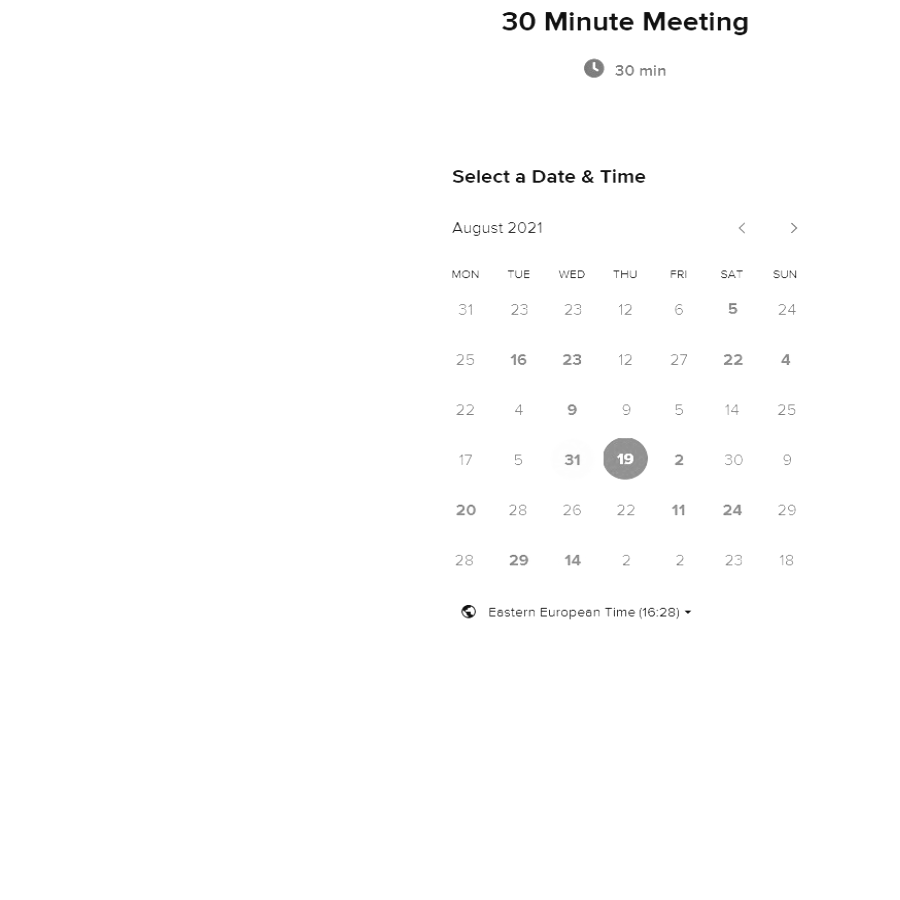 30 Minute Meeting
30 min
Select a Date & Time
August 2021
MON TUE WED THU FRI SAT SUN
31 23 23 12 6 5 24
25 16 23 12 27 22 4
22 4 9 9 5 14 25
17 5 31 19 2 30 9
20 28 26 22 11 24 29
28 29 14 2 2 23 18
Eastern European Time (16:28)